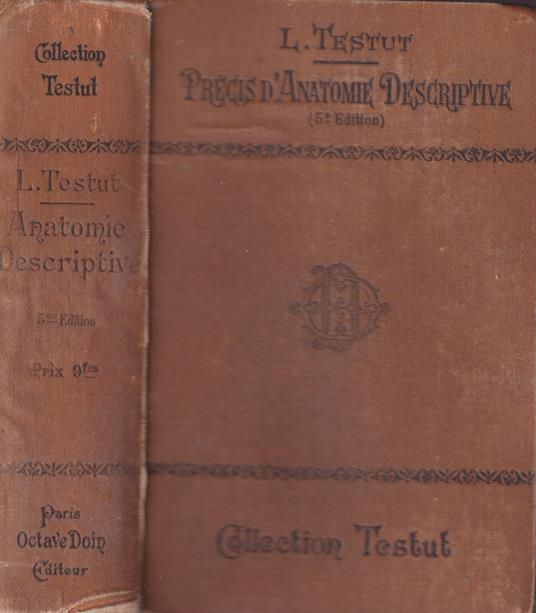 Collection
Testut
L. Testut
Anatomie
Descriptive
5me Edition
Prix 9fcs
Paris
Octave Doin
Editeur
L. TESTUT
PRÉCIS D'ANATOMIE DESCRIPTIVE
(5e Edition)
Collection Testut